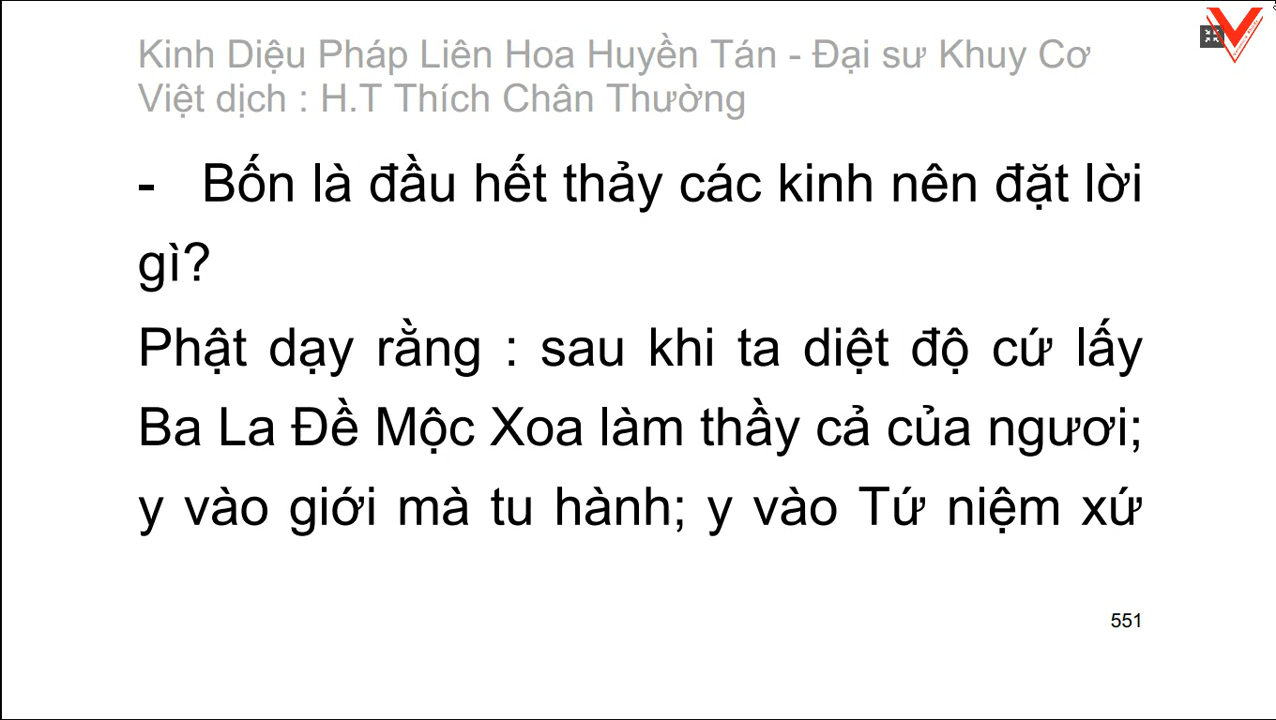 Kinh Diệu Pháp Liên Hoa Huyền Tán - Đại sư Khuy Cơ
Việt dịch : H.T Thích Chân Thường
- Bốn là đầu hết thảy các kinh nên đặt lời
gì?
Phật dạy rằng : sau khi ta diệt độ cứ lấy
Ba La Đề Mộc Xoa làm thầy cả của ngươi;
y vào giới mà tu hành; y vào Tứ niệm xứ
551